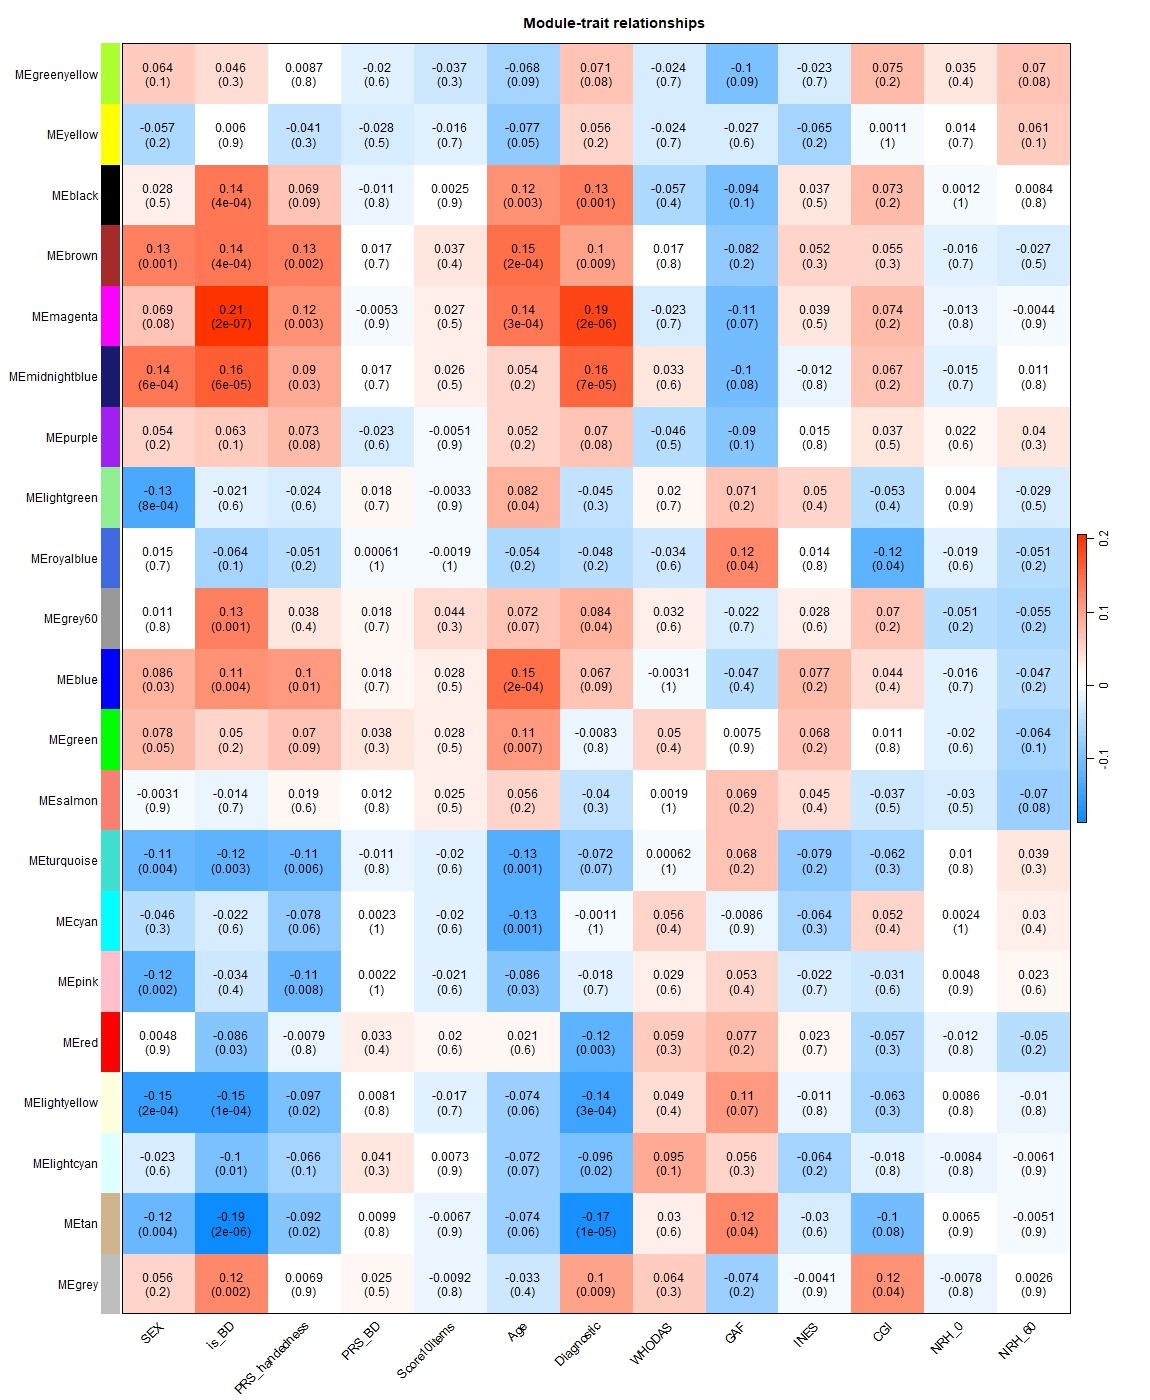 Module-trait relationships
MEgreenyellow 0.064 0.046 0.0087 -0.02 -0.037 -0.068 0.071 -0.024 -0.1 -0.023 0.075 0.035 0.07
(0.1) (0.3) (0.8) (0.6) (0.3) (0.09) (0.08) (0.7) (0.09) (0.7) (0.2) (0.4) (0.08)
MEyellow -0.057 0.006 -0.041 -0.028 -0.016 -0.077 0.056 -0.024 -0.027 -0.065 0.0011 0.014 0.061
(0.2) (0.9) (0.3) (0.5) (0.7) (0.05) (0.2) (0.7) (0.6) (0.2) (1) (0.7) (0.1)
MEblack 0.028 0.14 0.069 -0.011 0.0025 0.12 0.13 -0.057 -0.094 0.037 0.073 0.0012 0.0084
(0.5) (4e-04) (0.09) (0.8) (0.9) (0.003) (0.001) (0.4) (0.1) (0.5) (0.2) (1) (0.8)
MEbrown 0.13 0.14 0.13 0.017 0.037 0.15 0.1 0.017 -0.082 0.052 0.055 -0.016 -0.027
(0.001) (4e-04) (0.002) (0.7) (0.4) (2e-04) (0.009) (0.8) (0.2) (0.3) (0.3) (0.7) (0.5)
MEmagenta 0.069 0.21 0.12 -0.0053 0.027 0.14 0.19 -0.023 -0.11 0.039 0.074 -0.013 -0.0044
(0.08) (2e-07) (0.003) (0.9) (0.5) (3e-04) (2e-06) (0.7) (0.07) (0.5) (0.2) (0.8) (0.9)
MEmidnightblue 0.14 0.16 0.09 0.017 0.026 0.054 0.16 0.033 -0.1 -0.012 0.067 -0.015 0.011
(6e-04) (6e-05) (0.03) (0.7) (0.5) (0.2) (7e-05) (0.6) (0.08) (0.8) (0.2) (0.7) (0.8)
MEpurple 0.054 0.063 0.073 -0.023 -0.0051 0.052 0.07 -0.046 -0.09 0.015 0.037 0.022 0.04
(0.2) (0.1) (0.08) (0.6) (0.9) (0.2) (0.08) (0.5) (0.1) (0.8) (0.5) (0.6) (0.3)
MElightgreen -0.13 -0.021 -0.024 0.018 -0.0033 0.082 -0.045 0.02 0.071 0.05 -0.053 0.004 -0.029
(8e-04) (0.6) (0.6) (0.7) (0.9) (0.04) (0.3) (0.7) (0.2) (0.4) (0.4) (0.9) (0.5)
MEroyalblue 0.015 -0.064 -0.051 0.00061 -0.0019 -0.054 -0.048 -0.034 0.12 0.014 -0.12 -0.019 -0.051
(0.7) (0.1) (0.2) (1) (1) (0.2) (0.2) (0.6) (0.04) (0.8) (0.04) (0.6) (0.2)
MEgrey60 0.011 0.13 0.038 0.018 0.044 0.072 0.084 0.032 -0.022 0.028 0.07 -0.051 -0.055
(0.8) (0.001) (0.4) (0.7) (0.3) (0.07) (0.04) (0.6) (0.7) (0.6) (0.2) (0.2) (0.2)
MEblue 0.086 0.11 0.1 0.018 0.028 0.15 0.067 -0.0031 -0.047 0.077 0.044 -0.016 -0.047
(0.03) (0.004) (0.01) (0.7) (0.5) (2e-04) (0.09) (1) (0.4) (0.2) (0.4) (0.7) (0.2)
MEgreen 0.078 0.05 0.07 0.038 0.028 0.11 -0.0083 0.05 0.0075 0.068 0.011 -0.02 -0.064
(0.05) (0.2) (0.09) (0.3) (0.5) (0.007) (0.8) (0.4) (0.9) (0.2) (0.8) (0.6) (0.1)
MEsalmon -0.0031 -0.014 0.019 0.012 0.025 0.056 -0.04 0.0019 0.069 0.045 -0.037 -0.03 -0.07
(0.9) (0.7) (0.6) (0.8) (0.5) (0.2) (0.3) (1) (0.2) (0.4) (0.5) (0.5) (0.08)
MEturquoise -0.11 -0.12 -0.11 -0.011 -0.02 -0.13 -0.072 0.00062 0.068 -0.079 -0.062 0.01 0.039
(0.004) (0.003) (0.006) (0.8) (0.6) (0.001) (0.07) (1) (0.2) (0.2) (0.3) (0.8) (0.3)
MEcyan -0.046 -0.022 -0.078 0.0023 -0.02 -0.13 -0.0011 0.056 -0.0086 -0.064 0.052 0.0024 0.03
(0.3) (0.6) (0.06) (1) (0.6) (0.001) (1) (0.4) (0.9) (0.3) (0.4) (1) (0.4)
MEpink -0.12 -0.034 -0.11 0.0022 -0.021 -0.086 -0.018 0.029 0.053 -0.022 -0.031 0.0048 0.023
(0.002) (0.4) (0.008) (1) (0.6) (0.03) (0.7) (0.6) (0.4) (0.7) (0.6) (0.9) (0.6)
MEred 0.0048 -0.086 -0.0079 0.033 0.02 0.021 -0.12 0.059 0.077 0.023 -0.057 -0.012 -0.05
(0.9) (0.03) (0.8) (0.4) (0.6) (0.6) (0.003) (0.3) (0.2) (0.7) (0.3) (0.8) (0.2)
MElightyellow -0.15 -0.15 -0.097 0.0081 -0.017 -0.074 -0.14 0.049 0.11 -0.011 -0.063 0.0086 -0.01
(2e-04) (1e-04) (0.02) (0.8) (0.7) (0.06) (3e-04) (0.4) (0.07) (0.8) (0.3) (0.8) (0.8)
MElightcyan -0.023 -0.1 -0.066 0.041 0.0073 -0.072 -0.096 0.095 0.056 -0.064 -0.018 -0.0084 -0.0061
(0.6) (0.01) (0.1) (0.3) (0.9) (0.07) (0.02) (0.1) (0.3) (0.2) (0.8) (0.8) (0.9)
MEtan -0.12 -0.19 -0.092 0.0099 -0.0067 -0.074 -0.17 0.03 0.12 -0.03 -0.1 0.0065 -0.0051
(0.004) (2e-06) (0.02) (0.8) (0.9) (0.06) (1e-05) (0.6) (0.04) (0.6) (0.08) (0.9) (0.9)
MEgrey 0.056 0.12 0.0069 0.025 -0.0092 -0.033 0.1 0.064 -0.074 -0.0041 0.12 -0.0078 0.0026
(0.2) (0.002) (0.9) (0.5) (0.8) (0.4) (0.009) (0.3) (0.2) (0.9) (0.04) (0.8) (0.9)
SEX is_BD PRS_handedness PRS_BD Score10Items Age Diagnostic WHODAS GAF INES CGI NRH_0 NRH_60
0.2
0.1
0
-0.1